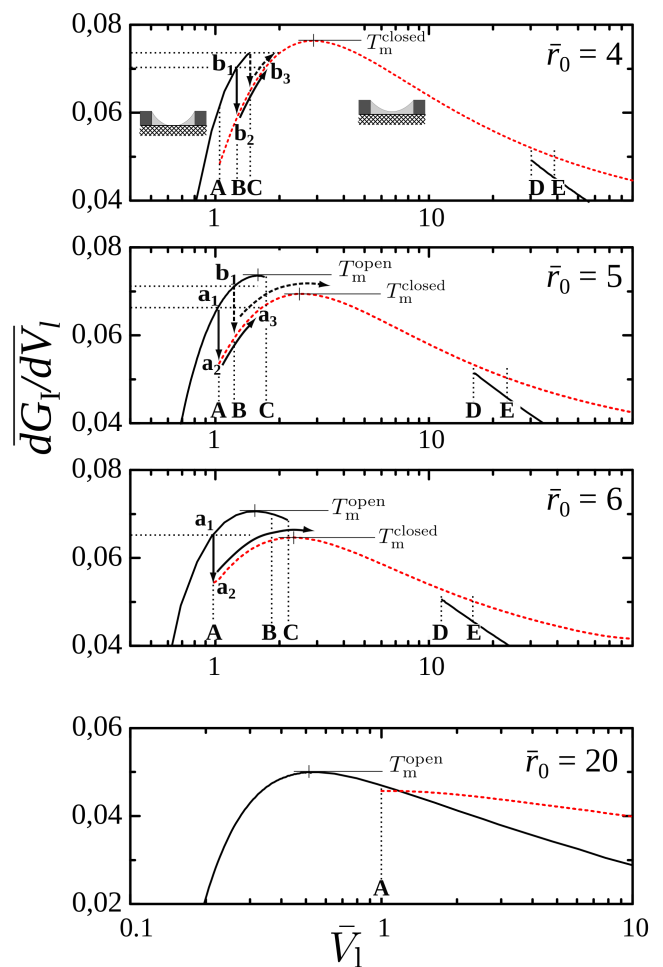 0,08
T_m^closed
r̄₀ = 4
b₁
b₃
0,06
b₂
A B C
D E
0,04
1
10
0,08
T_m^open
r̄₀ = 5
b₁
a₁
T_m^closed
0,06
a₃
a₂
A B C
D E
0,04
1
10
0,08
T_m^open
r̄₀ = 6
a₁
T_m^closed
0,06
a₂
A B C
D E
0,04
1
10
dG_I/dV_l
0,06
T_m^open
r̄₀ = 20
0,04
A
0,02
0.1
1
10
V̄_l